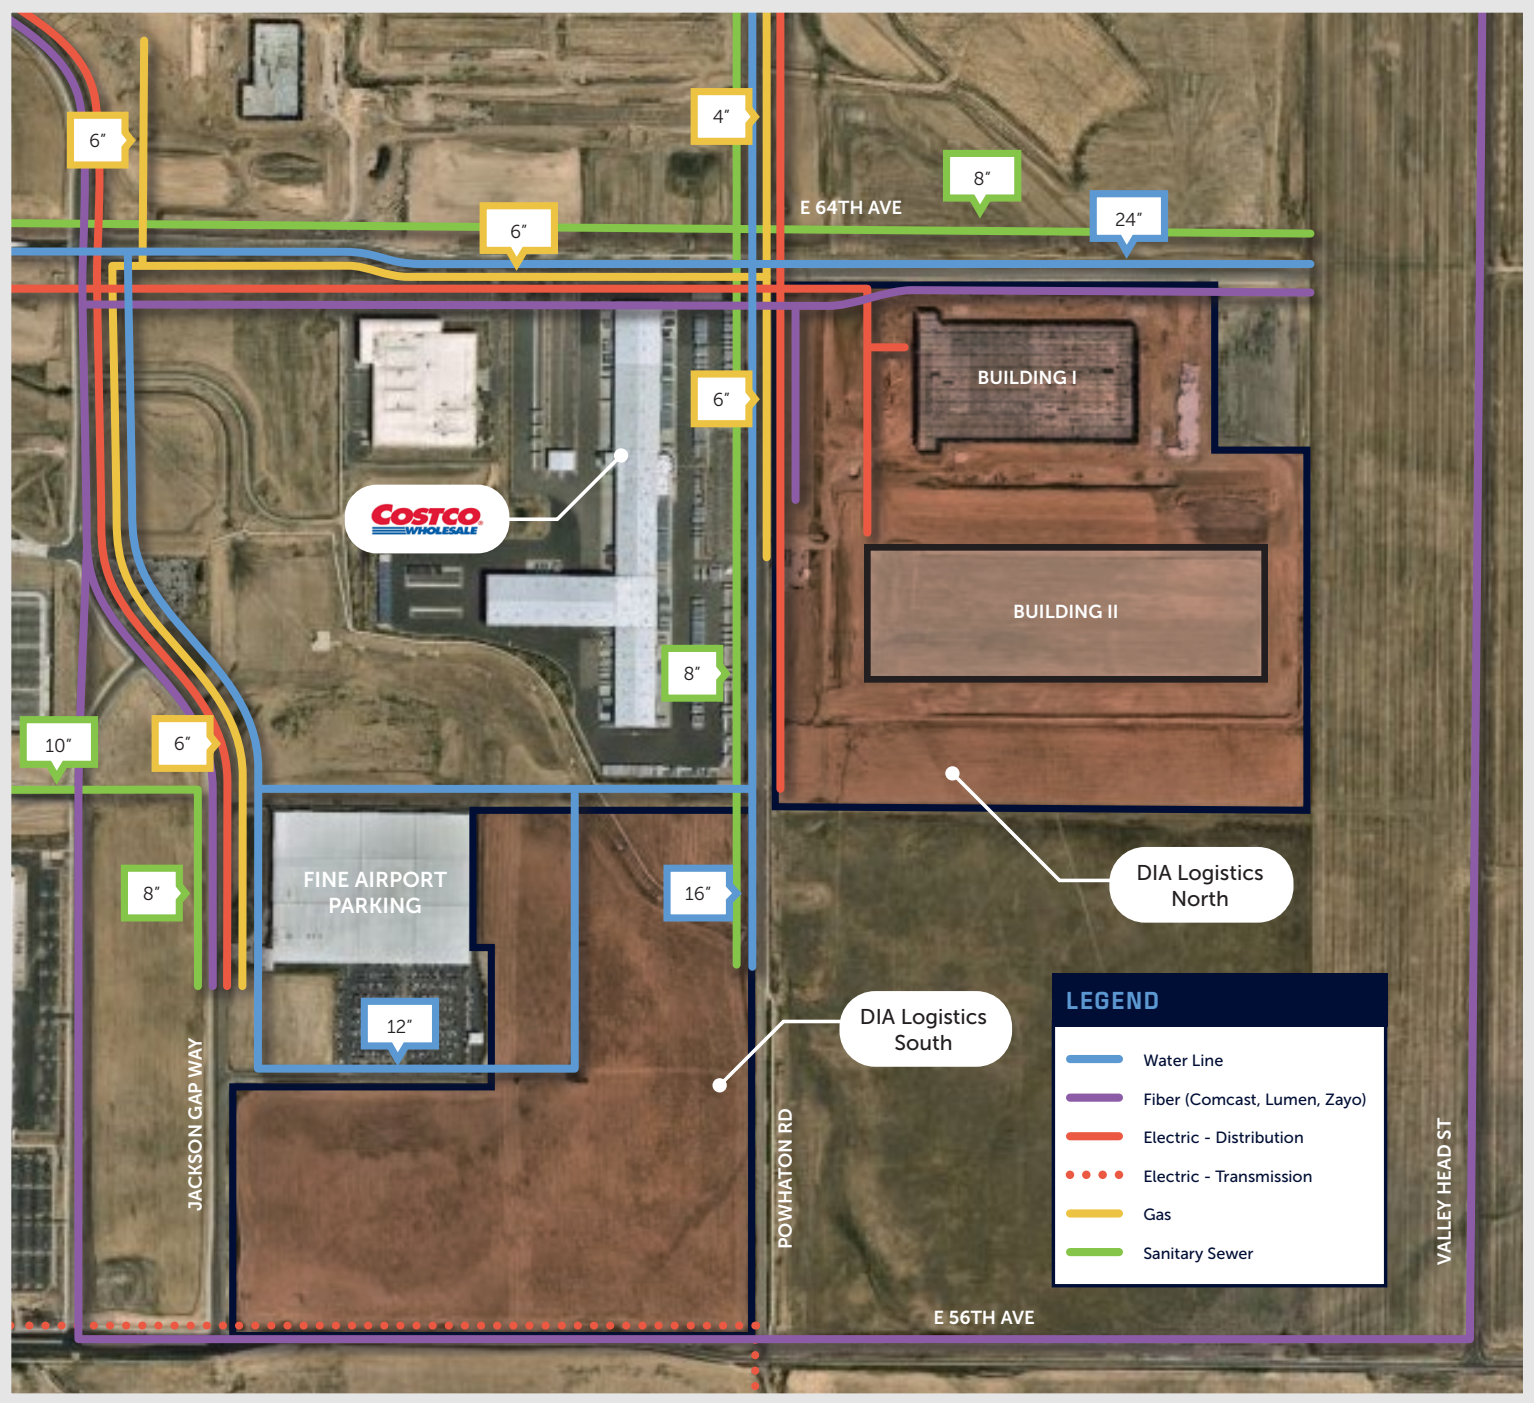 6”
4”
E 64TH AVE
8”
24”
6”
6”
BUILDING I
COSTCO
WHOLESALE
BUILDING II
8”
10”
6”
8”
FINE AIRPORT
PARKING
16”
DIA Logistics
North
12”
DIA Logistics
South
JACKSON GAP WAY
POWHATON RD
VALLEY HEAD ST
E 56TH AVE
LEGEND
Water Line
Fiber (Comcast, Lumen, Zayo)
Electric - Distribution
Electric - Transmission
Gas
Sanitary Sewer